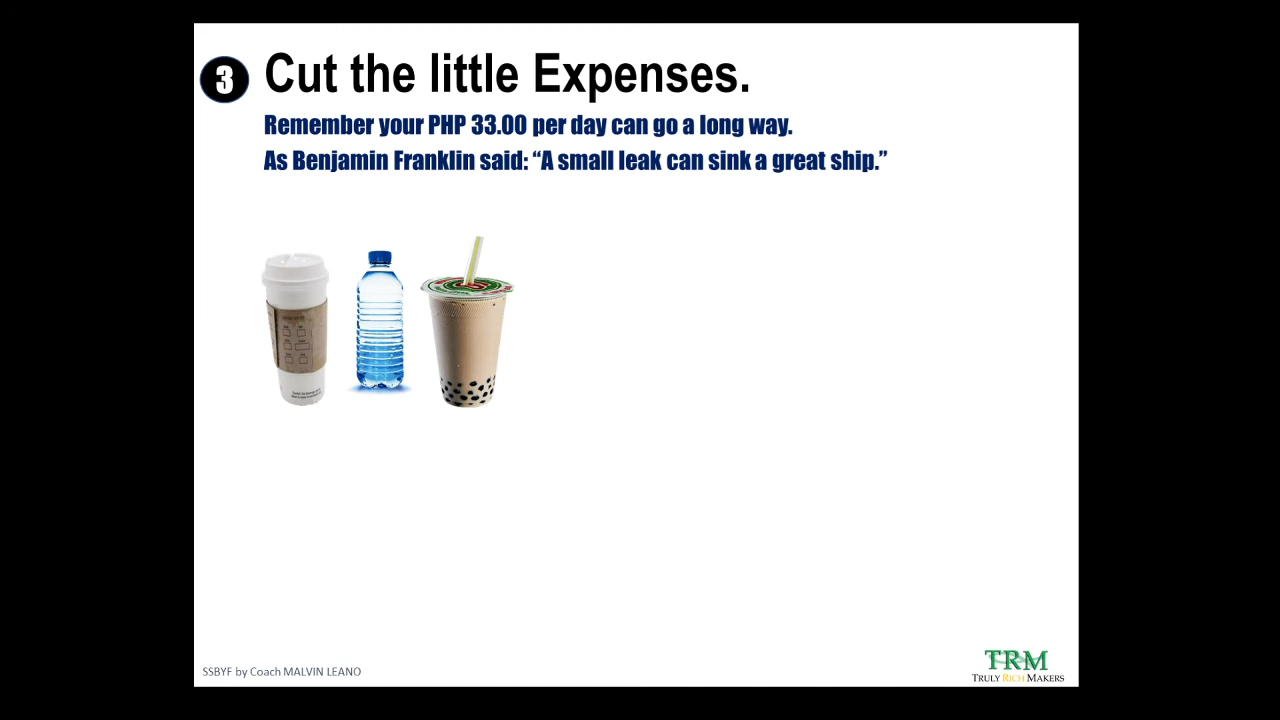 3 Cut the little Expenses.
Remember your PHP 33.00 per day can go a long way.
As Benjamin Franklin said: “A small leak can sink a great ship.”
SSBYF by Coach MALVIN LEANO
TRM
TRULY RICH MAKERS